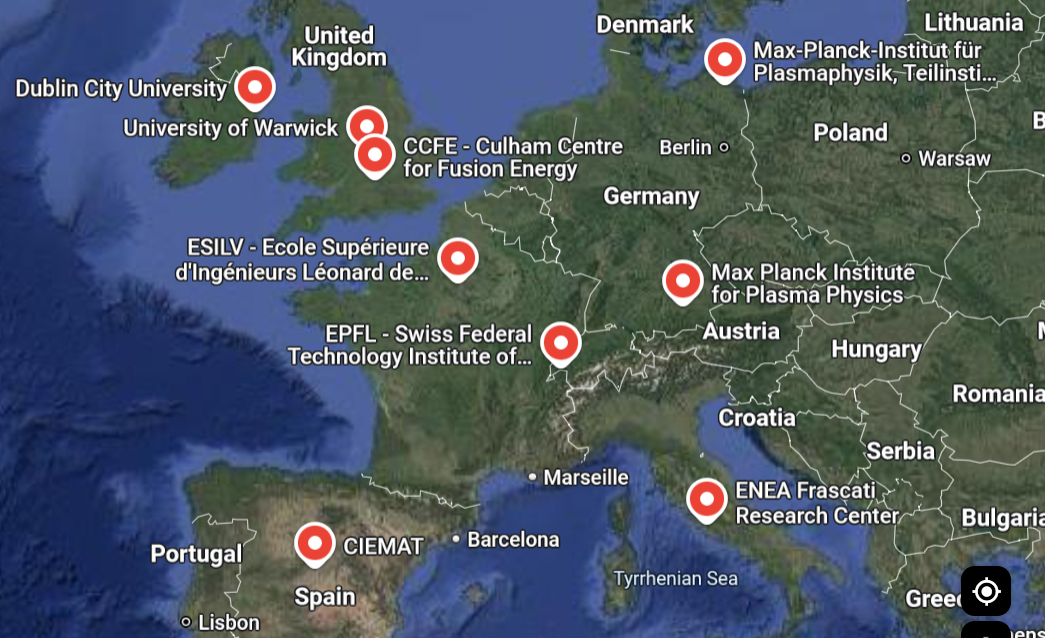 Denmark
Lithuania
United
Kingdom
Max-Planck-Institut für
Plasmaphysik, Teilinsti...
Dublin City University
University of Warwick
CCFE - Culham Centre
for Fusion Energy
Berlin
Poland
B
Warsaw
Germany
ESILV - Ecole Supérieure
d'Ingénieurs Léonard de...
Max Planck Institute
for Plasma Physics
EPFL - Swiss Federal
Technology Institute of...
Austria
M
Hungary
Romania
Croatia
Serbia
Marseille
ENEA Frascati
Research Center
Bulgaria
Portugal
CIEMAT
Barcelona
Tyrrhenian Sea
Spain
Greec
Lisbon
hens